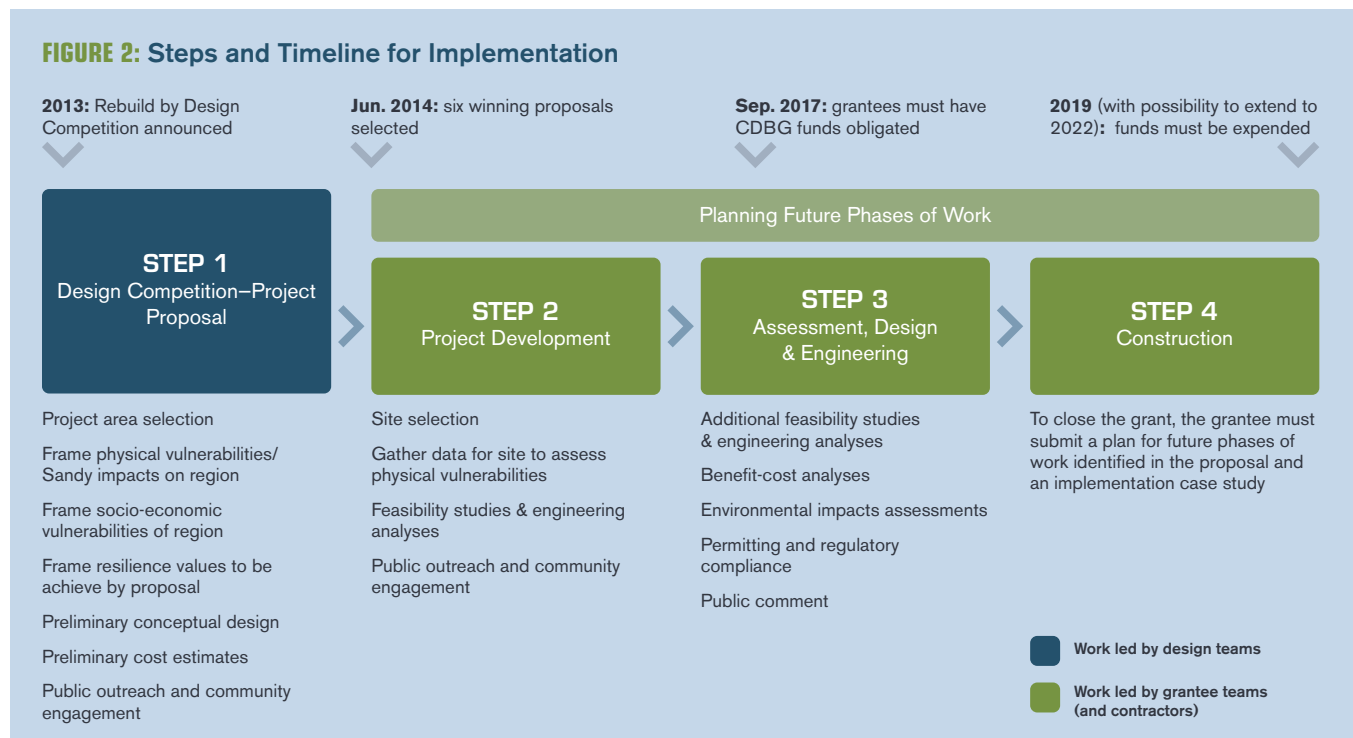 FIGURE 2: Steps and Timeline for Implementation
2013: Rebuild by Design
Competition announced
Jun. 2014: six winning proposals
selected
Sep. 2017: grantees must have
CDBG funds obligated
2019 (with possibility to extend to
2022): funds must be expended
Planning Future Phases of Work
STEP 1
Design Competition–Project
Proposal
STEP 2
Project Development
STEP 3
Assessment, Design
& Engineering
STEP 4
Construction
Project area selection
Frame physical vulnerabilities/
Sandy impacts on region
Frame socio-economic
vulnerabilities of region
Frame resilience values to be
achieve by proposal
Preliminary conceptual design
Preliminary cost estimates
Public outreach and community
engagement
Site selection
Gather data for site to assess
physical vulnerabilities
Feasibility studies & engineering
analyses
Public outreach and community
engagement
Additional feasibility studies
& engineering analyses
Benefit-cost analyses
Environmental impacts assessments
Permitting and regulatory
compliance
Public comment
To close the grant, the grantee must
submit a plan for future phases of
work identified in the proposal and
an implementation case study
Work led by design teams
Work led by grantee teams
(and contractors)